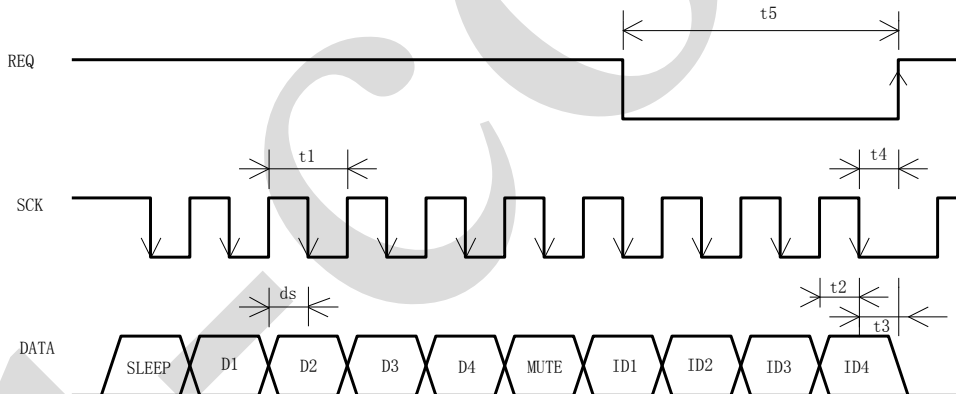 t5
REQ
t1
t4
SCK
ds
t2
t3
DATA
SLEEP
D1
D2
D3
D4
MUTE
ID1
ID2
ID3
ID4